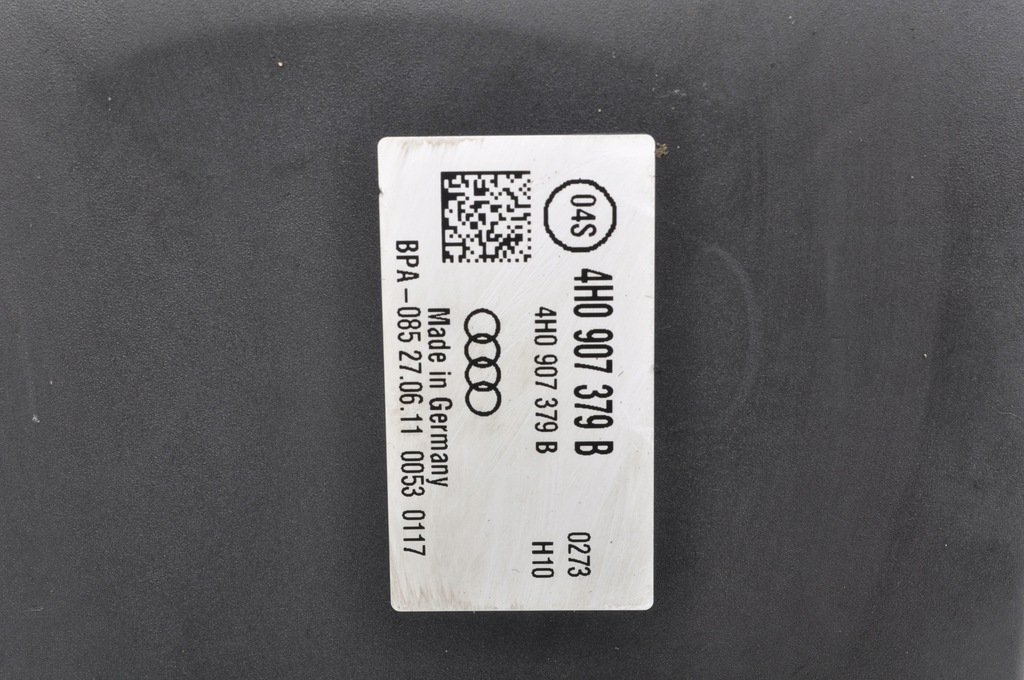 04S
4H0 907 379 B 0273
4H0 907 379 B H10
Made in Germany
BPA-085 27.06.11 0053 0117